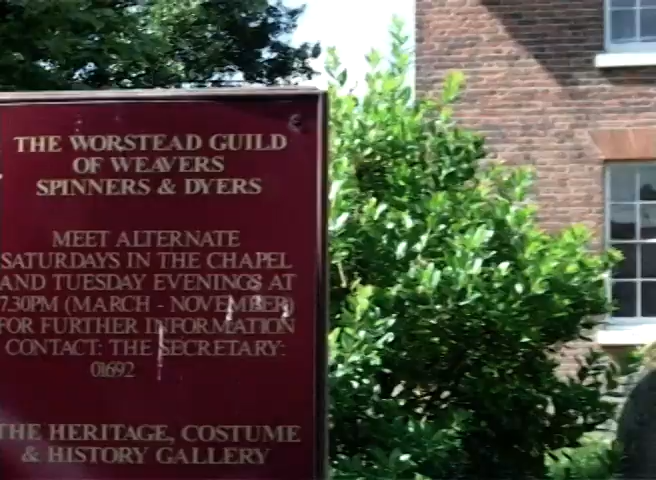 THE WORSTEAD GUILD
OF WEAVERS
SPINNERS & DYERS
MEET ALTERNATE
SATURDAYS IN THE CHAPEL
AND TUESDAY EVENINGS AT
7.30PM (MARCH - NOVEMBER)
FOR FURTHER INFORMATION
CONTACT: THE SECRETARY:
01692
THE HERITAGE, COSTUME
& HISTORY GALLERY